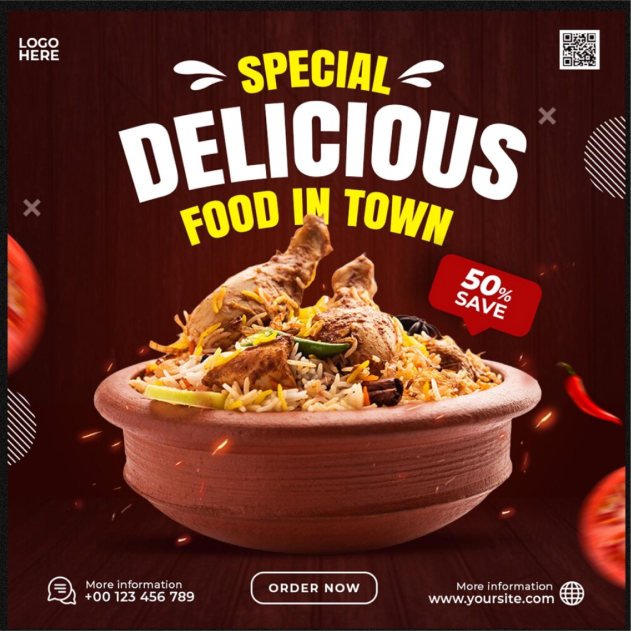 LOGO
HERE
SPECIAL
DELICIOUS
FOOD IN TOWN
50%
SAVE
More information
+00 123 456 789
ORDER NOW
More information
www.yoursite.com